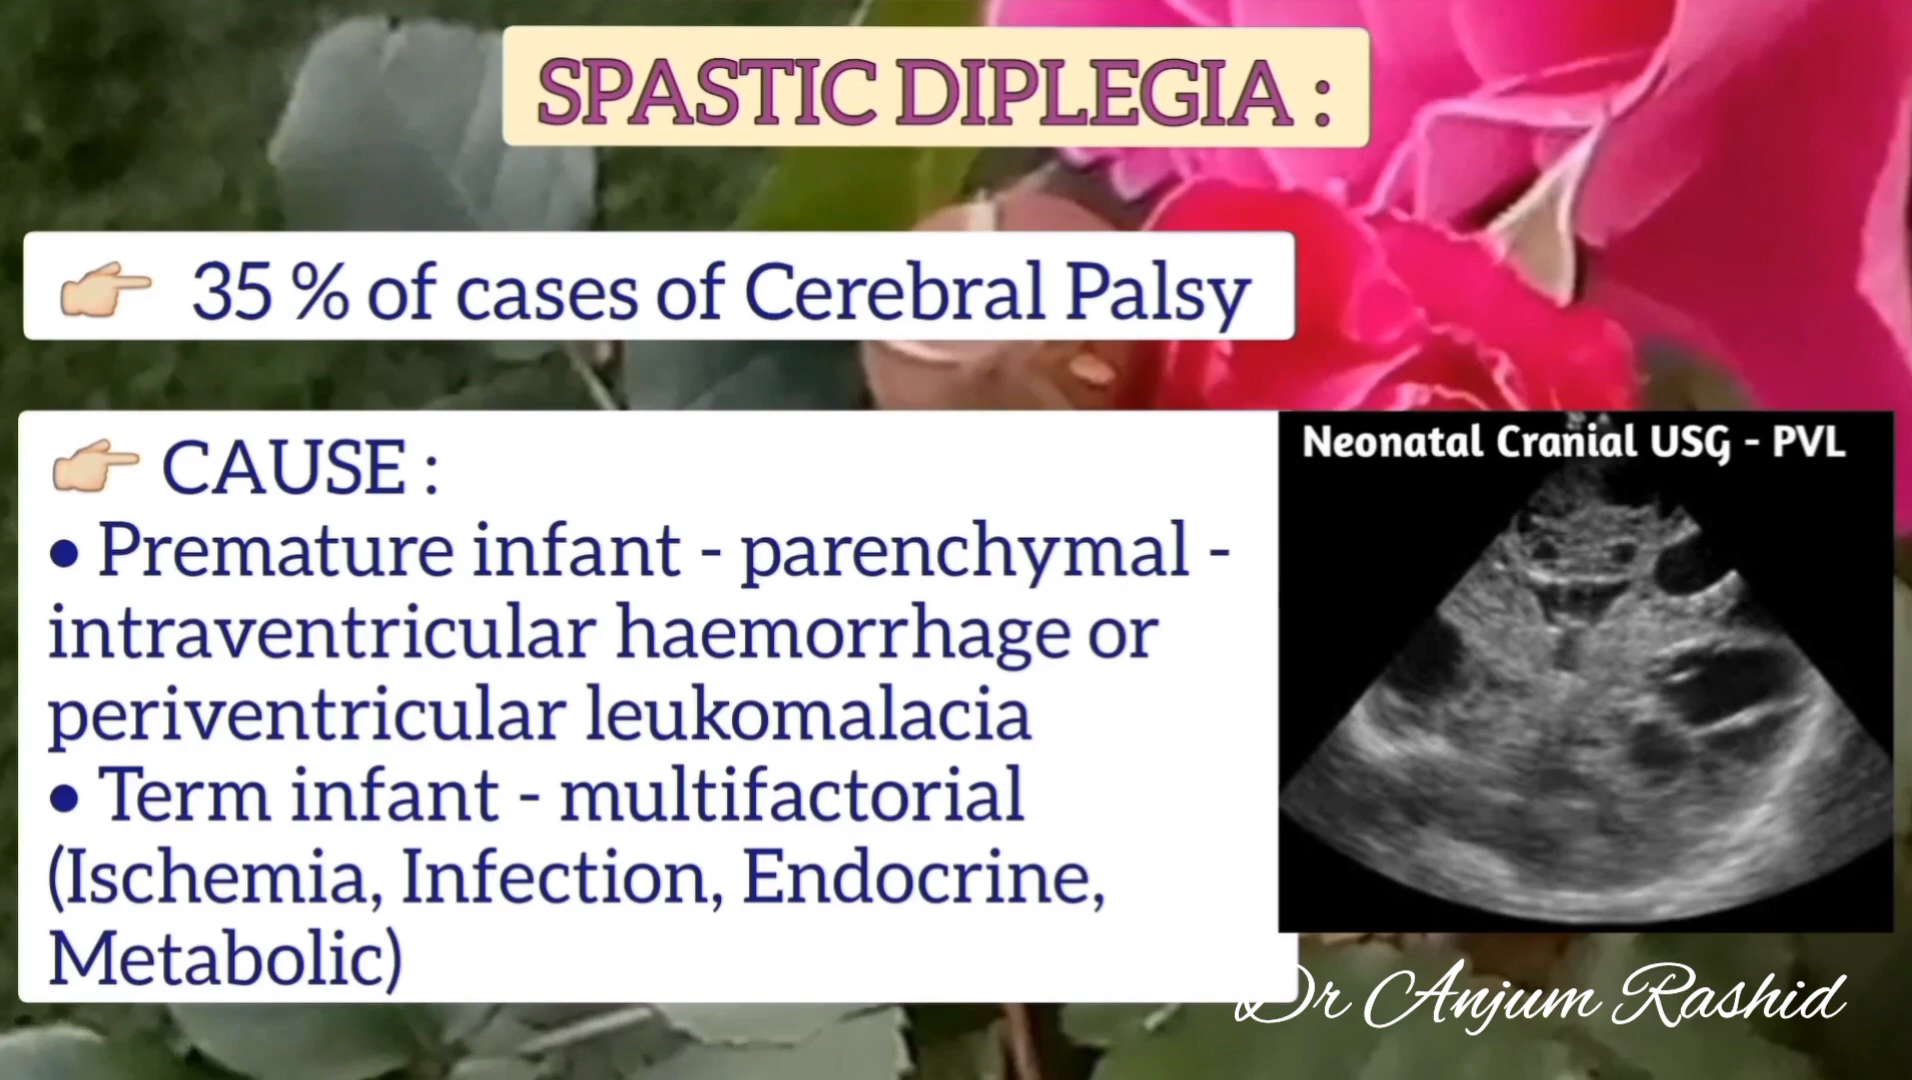 SPASTIC DIPLEGIA :
👉🏻 35 % of cases of Cerebral Palsy
👉🏻 CAUSE :
• Premature infant - parenchymal -
intraventricular haemorrhage or
periventricular leukomalacia
• Term infant - multifactorial
(Ischemia, Infection, Endocrine,
Metabolic)
Neonatal Cranial USG - PVL
Dr Anjum Rashid